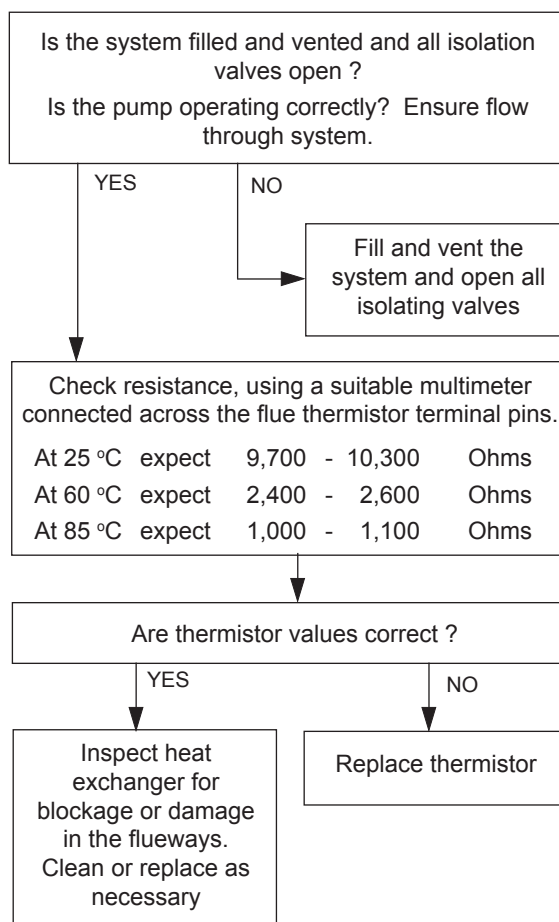 Is the system filled and vented and all isolation
valves open ?
Is the pump operating correctly?  Ensure flow
through system.
YES
NO
Fill and vent the
system and open all
isolating valves
Check resistance, using a suitable multimeter
connected across the flue thermistor terminal pins.
At 25 ºC expect 9,700 - 10,300 Ohms
At 60 ºC expect 2,400 - 2,600 Ohms
At 85 ºC expect 1,000 - 1,100 Ohms
Are thermistor values correct ?
YES
NO
Inspect heat
exchanger for
blockage or damage
in the flueways.
Clean or replace as
necessary
Replace thermistor